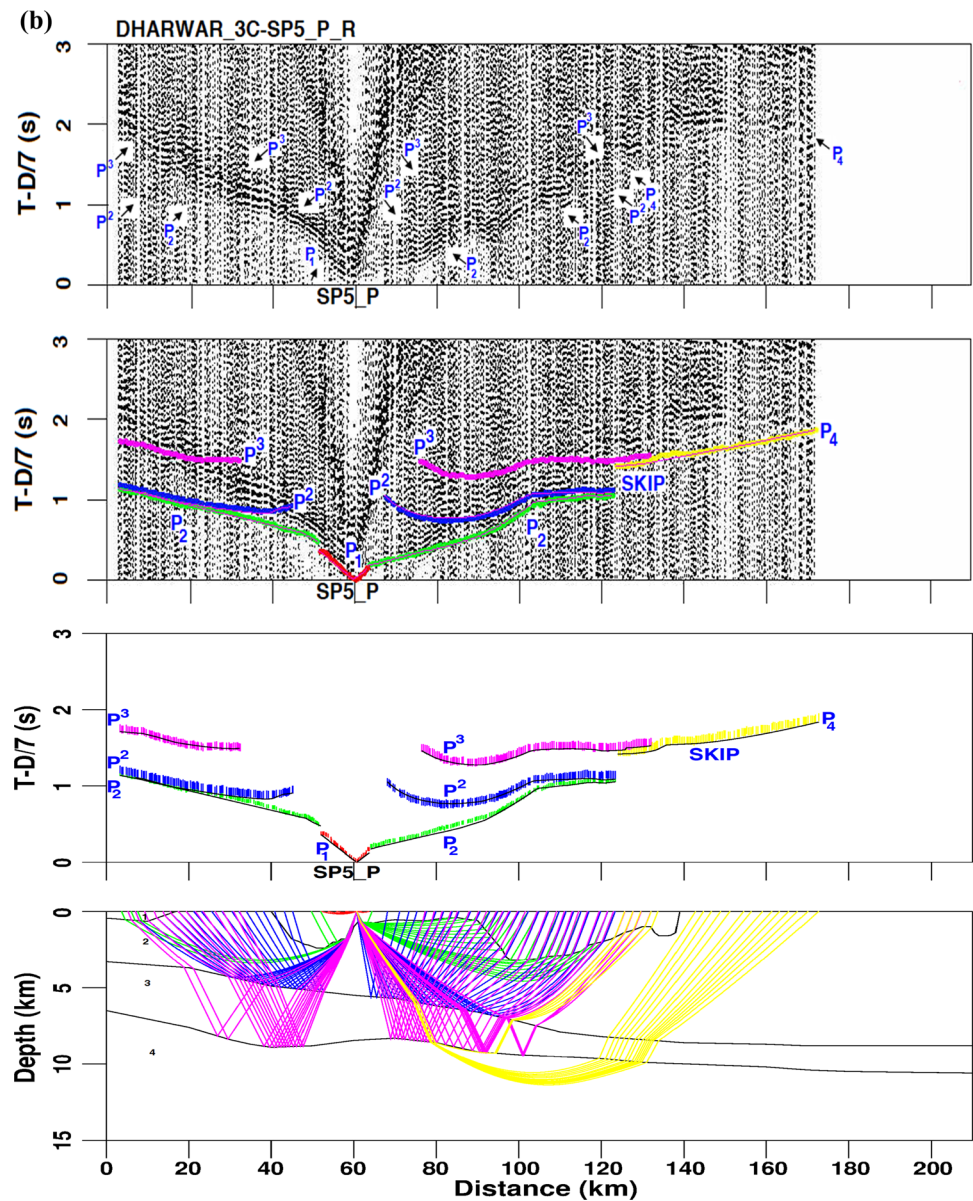 (b)
DHARWAR_3C-SP5_P_R
T-D/7 (s)
3
2
1
0
P³ P³ P³ P³ P₄
P² P₂ P² P² P₂ P² P₂,₄
P₁ P₂
SP5_P
T-D/7 (s)
3
2
1
0
P³ P³ P₄
P² P² SKIP
P₂ P₂
P₁
SP5_P
T-D/7 (s)
3
2
1
0
P³ P³ P₄
P² P² SKIP
P₂ P₂
P₁
SP5_P
Depth (km)
0
5
10
15
1
2
3
4
0 20 40 60 80 100 120 140 160 180 200
Distance (km)